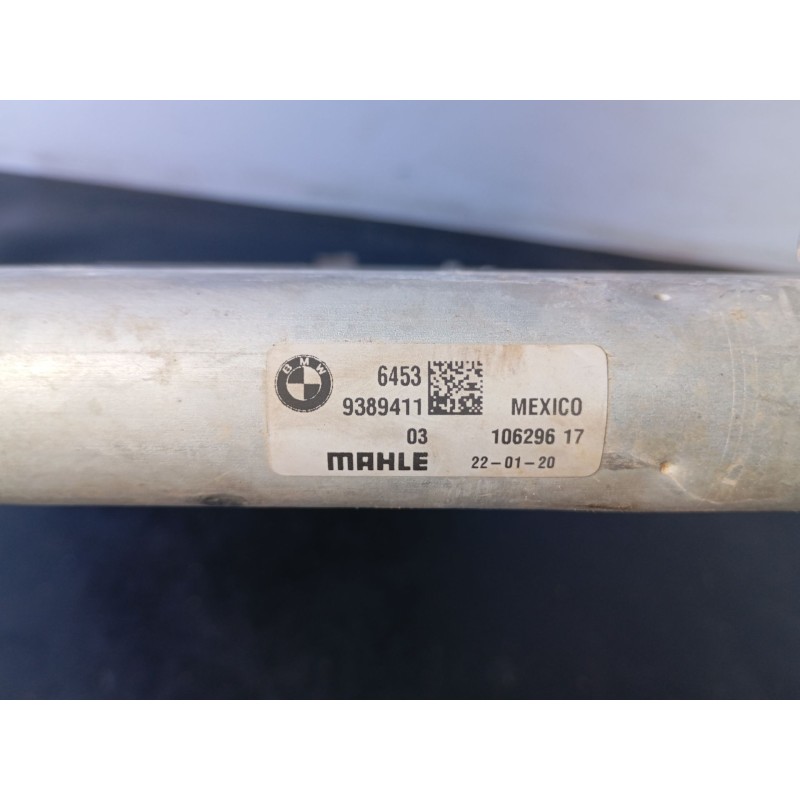 BMW
6453
9389411 MEXICO
03 106296 17
MAHLE 22-01-20